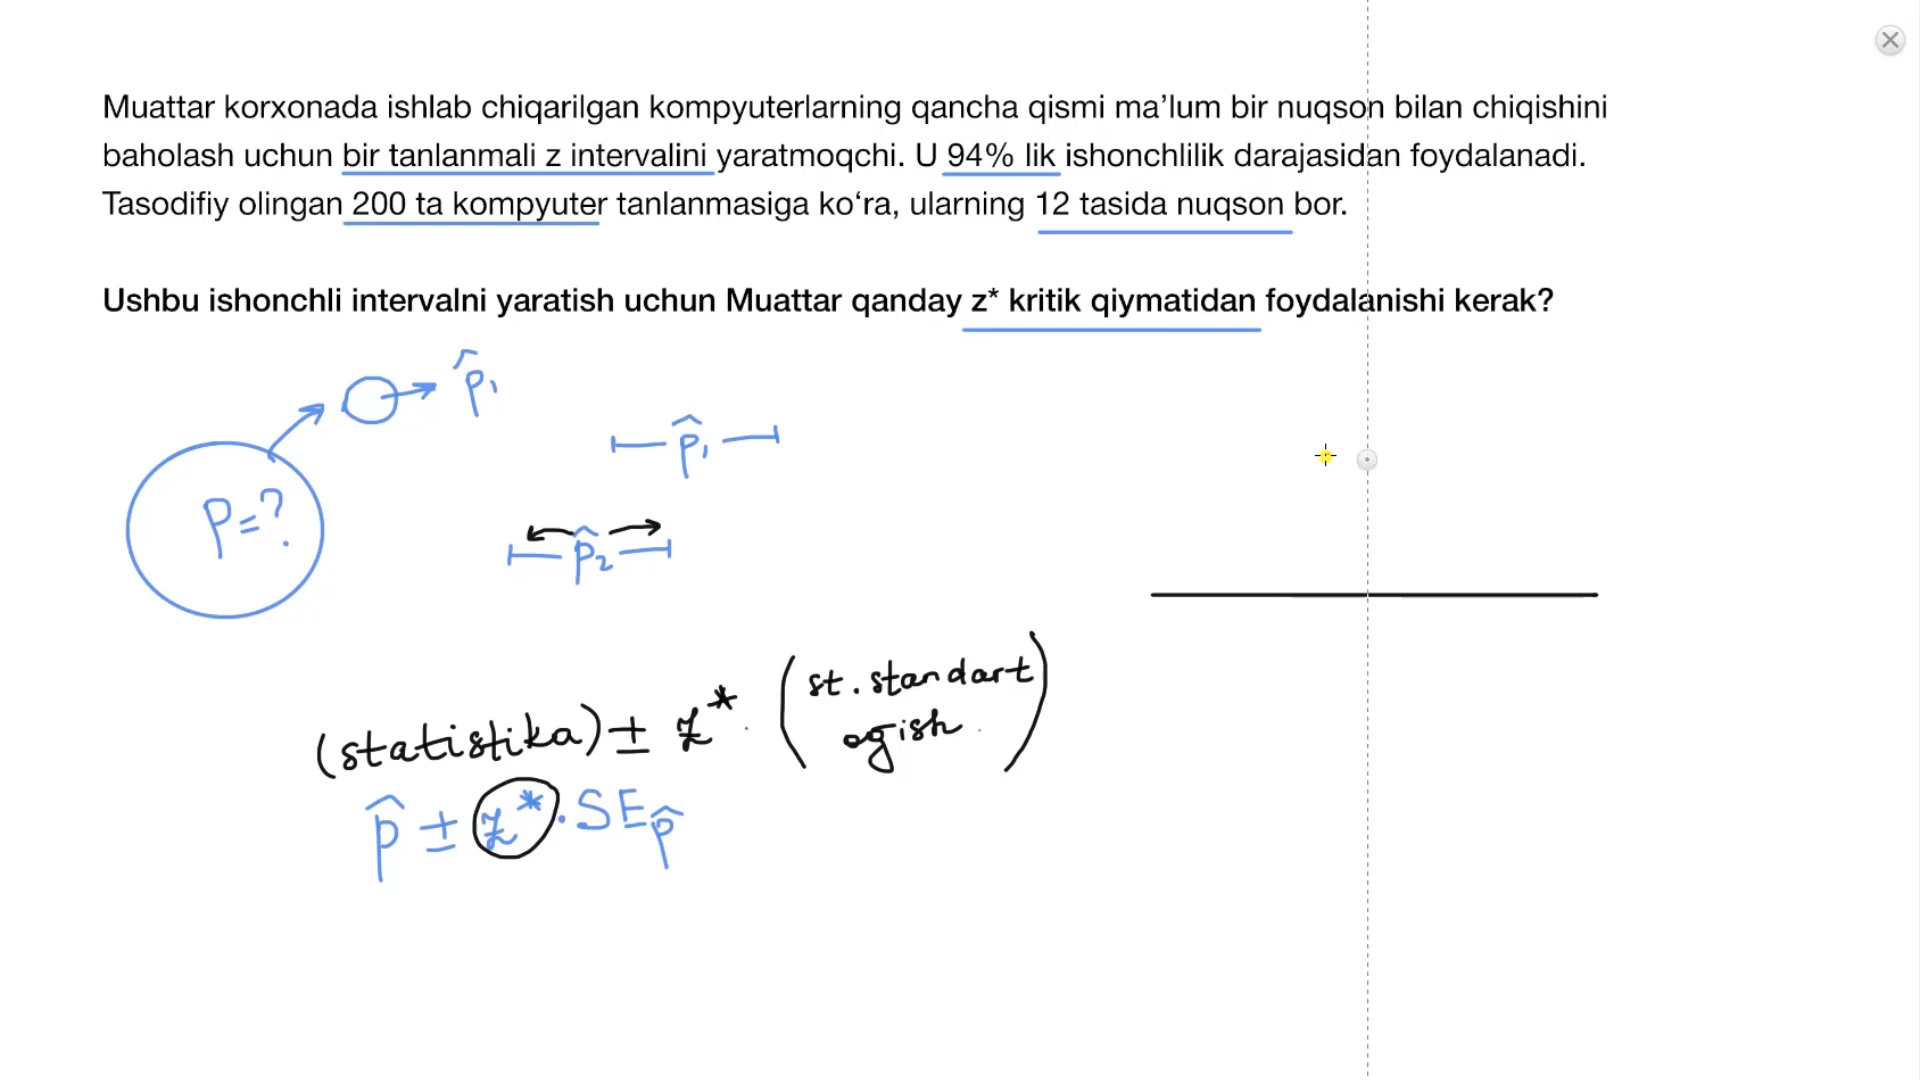 Muattar korxonada ishlab chiqarilgan kompyuterlarning qancha qismi ma’lum bir nuqson bilan chiqishini
baholash uchun bir tanlanmali z intervalini yaratmoqchi. U 94% lik ishonchlilik darajasidan foydalanadi.
Tasodifiy olingan 200 ta kompyuter tanlanmasiga ko‘ra, ularning 12 tasida nuqson bor.
Ushbu ishonchli intervalni yaratish uchun Muattar qanday z* kritik qiymatidan foydalanishi kerak?
p̂₁
p̂₁
P=?
p̂₂
(statistika) ± z* · (st. standart
ogish)
p̂ ± z* · SE p̂